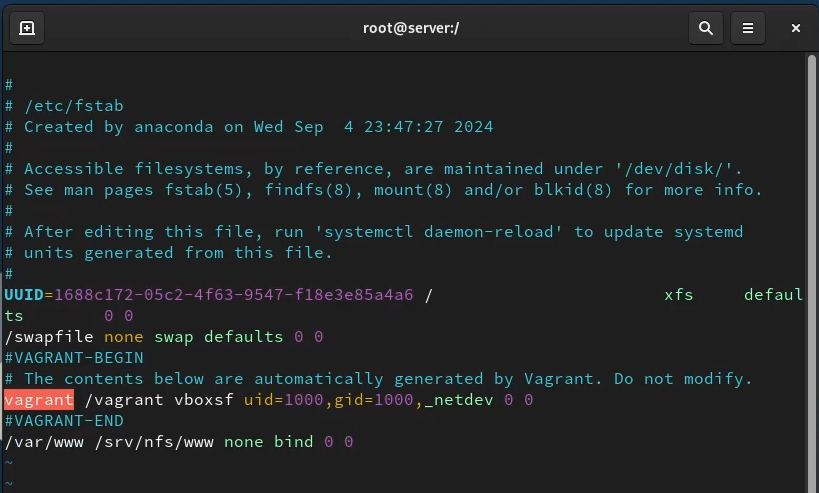 root@server:/
#
# /etc/fstab
# Created by anaconda on Wed Sep  4 23:47:27 2024
#
# Accessible filesystems, by reference, are maintained under '/dev/disk/'.
# See man pages fstab(5), findfs(8), mount(8) and/or blkid(8) for more info.
#
# After editing this file, run 'systemctl daemon-reload' to update systemd
# units generated from this file.
#
UUID=1688c172-05c2-4f63-9547-f18e3e85a4a6 /                       xfs     defaul
ts        0 0
/swapfile none swap defaults 0 0
#VAGRANT-BEGIN
# The contents below are automatically generated by Vagrant. Do not modify.
vagrant /vagrant vboxsf uid=1000,gid=1000,_netdev 0 0
#VAGRANT-END
/var/www /srv/nfs/www none bind 0 0
~
~